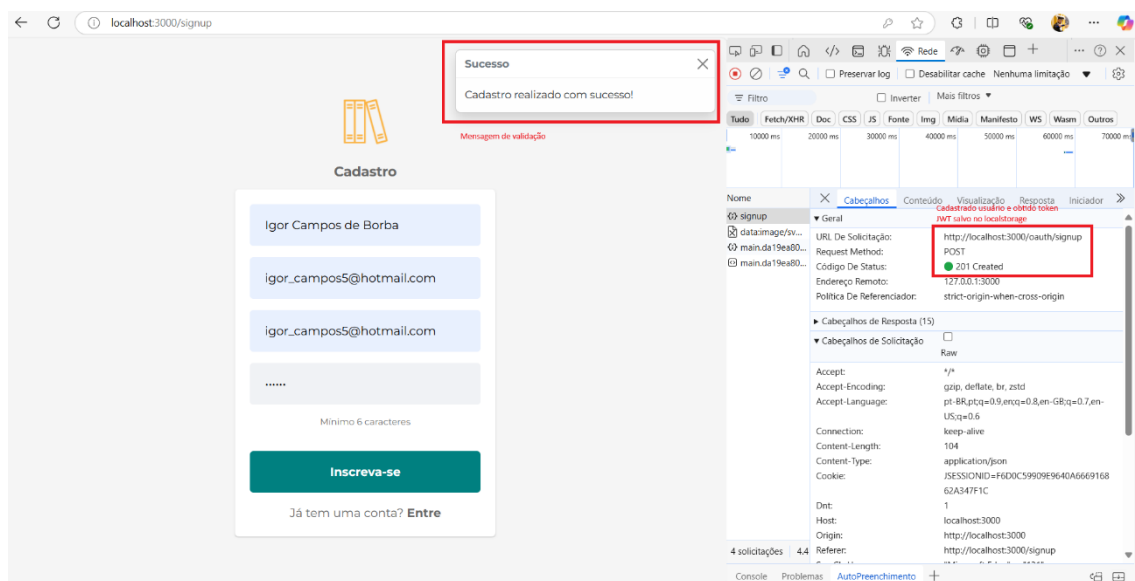 localhost:3000/signup
Sucesso
Cadastro realizado com sucesso!
Mensagem de validação
Cadastro
Igor Campos de Borba
igor_campos5@hotmail.com
igor_campos5@hotmail.com
......
Mínimo 6 caracteres
Inscreva-se
Já tem uma conta? Entre
Rede
Preservar log Desabilitar cache Nenhuma limitação
Filtro Inverter Mais filtros
Tudo Fetch/XHR Doc CSS JS Fonte Img Mídia Manifesto WS Wasm Outros
10000 ms 20000 ms 30000 ms 40000 ms 50000 ms 60000 ms 70000 m
Nome Cabeçalhos Conteúdo Visualização Resposta Iniciador
Cadastrado usuário e obtido token
JWT salvo no localstorage
signup
data:image/sv...
main.da19ea80...
main.da19ea80...
Geral
URL De Solicitação: http://localhost:3000/oauth/signup
Request Method: POST
Código De Status: 201 Created
Endereço Remoto: 127.0.0.1:3000
Política De Referenciador: strict-origin-when-cross-origin
Cabeçalhos de Resposta (15)
Cabeçalhos de Solicitação
Raw
Accept: */*
Accept-Encoding: gzip, deflate, br, zstd
Accept-Language: pt-BR,pt;q=0.9,en;q=0.8,en-GB;q=0.7,en-
US;q=0.6
Connection: keep-alive
Content-Length: 104
Content-Type: application/json
Cookie: JSESSIONID=F6D0C59909E9640A6669168
62A347F1C
Dnt: 1
Host: localhost:3000
Origin: http://localhost:3000
Referer: http://localhost:3000/signup
4 solicitações 4.4
Console Problemas AutoPreenchimento